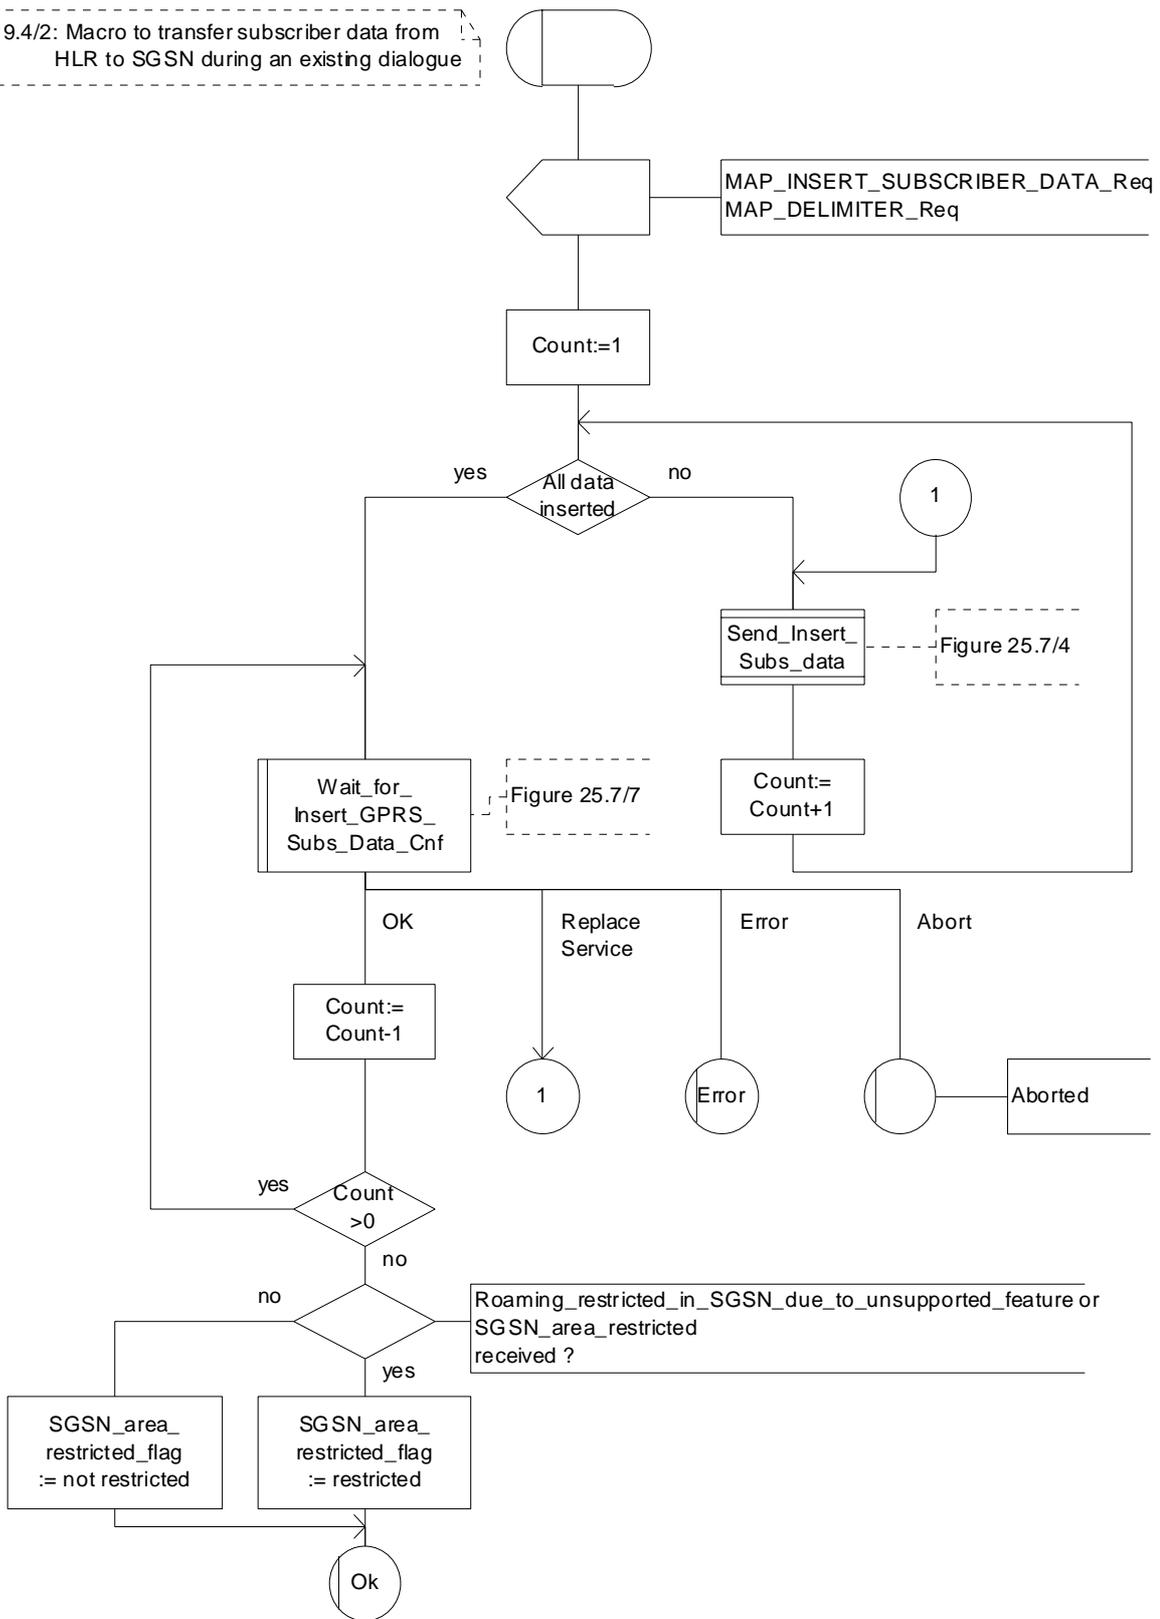 9.4/2: Macro to transfer subscriber data from
HLR to SGSN during an existing dialogue
MAP_INSERT_SUBSCRIBER_DATA_Req
MAP_DELIMITER_Req
Count:=1
yes
All data
inserted
no
1
Send_Insert_
Subs_data
Figure 25.7/4
Wait_for_
Insert_GPRS_
Subs_Data_Cnf
Figure 25.7/7
Count:=
Count+1
OK
Replace
Service
Error
Abort
Count:=
Count-1
1
Error
Aborted
yes
Count
>0
no
no
Roaming_restricted_in_SGSN_due_to_unsupported_feature or
SGSN_area_restricted
received ?
yes
SGSN_area_
restricted_flag
:= not restricted
SGSN_area_
restricted_flag
:= restricted
Ok